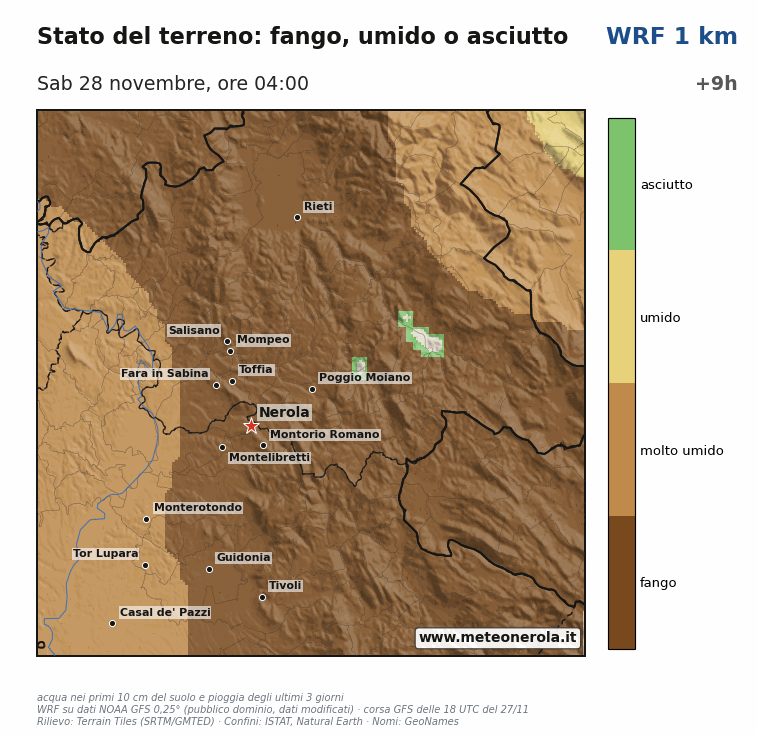 Stato del terreno: fango, umido o asciutto
WRF 1 km
Sab 28 novembre, ore 04:00
+9h
Rieti
Salisano
Mompeo
Toffia
Fara in Sabina
Poggio Moiano
Nerola
Montorio Romano
Montelibretti
Monterotondo
Tor Lupara
Guidonia
Tivoli
Casal de' Pazzi
www.meteonerola.it
asciutto
umido
molto umido
fango
acqua nei primi 10 cm del suolo e pioggia degli ultimi 3 giorni
WRF su dati NOAA GFS 0,25° (pubblico dominio, dati modificati) · corsa GFS delle 18 UTC del 27/11
Rilievo: Terrain Tiles (SRTM/GMTED) · Confini: ISTAT, Natural Earth · Nomi: GeoNames